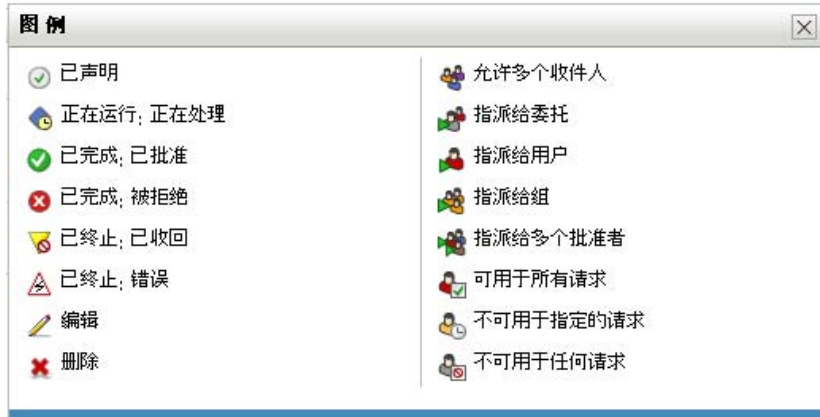 图例
已声明
正在运行; 正在处理
已完成; 已批准
已完成; 被拒绝
已终止; 已收回
已终止; 错误
编辑
删除
允许多个收件人
指派给委托
指派给用户
指派给组
指派给多个批准者
可用于所有请求
不可用于指定的请求
不可用于任何请求